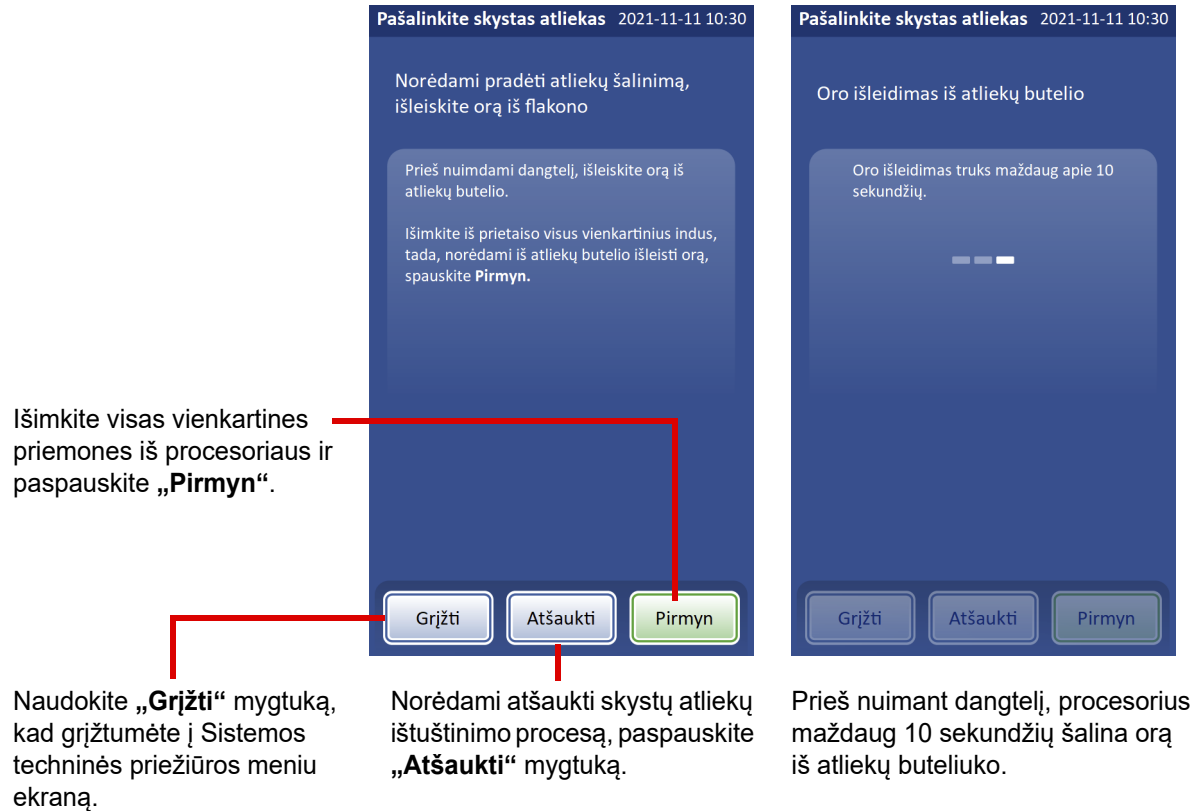 Pašalinkite skystas atliekas 2021-11-11 10:30
Norėdami pradėti atliekų šalinimą,
išleiskite orą iš flakono
Prieš nuimdami dangtelį, išleiskite orą iš
atliekų butelio.
Išimkite iš prietaiso visus vienkartinius indus,
tada, norėdami iš atliekų butelio išleisti orą,
spauskite Pirmyn.
Grįžti
Atšaukti
Pirmyn
Pašalinkite skystas atliekas 2021-11-11 10:30
Oro išleidimas iš atliekų butelio
Oro išleidimas truks maždaug apie 10
sekundžių.
Grįžti
Atšaukti
Pirmyn
Išimkite visas vienkartines
priemones iš procesoriaus ir
paspauskite „Pirmyn“.
Naudokite „Grįžti“ mygtuką,
kad grįžtumėte į Sistemos
techninės priežiūros meniu
ekraną.
Norėdami atšaukti skystų atliekų
ištuštinimo procesą, paspauskite
„Atšaukti“ mygtuką.
Prieš nuimant dangtelį, procesorius
maždaug 10 sekundžių šalina orą
iš atliekų buteliuko.